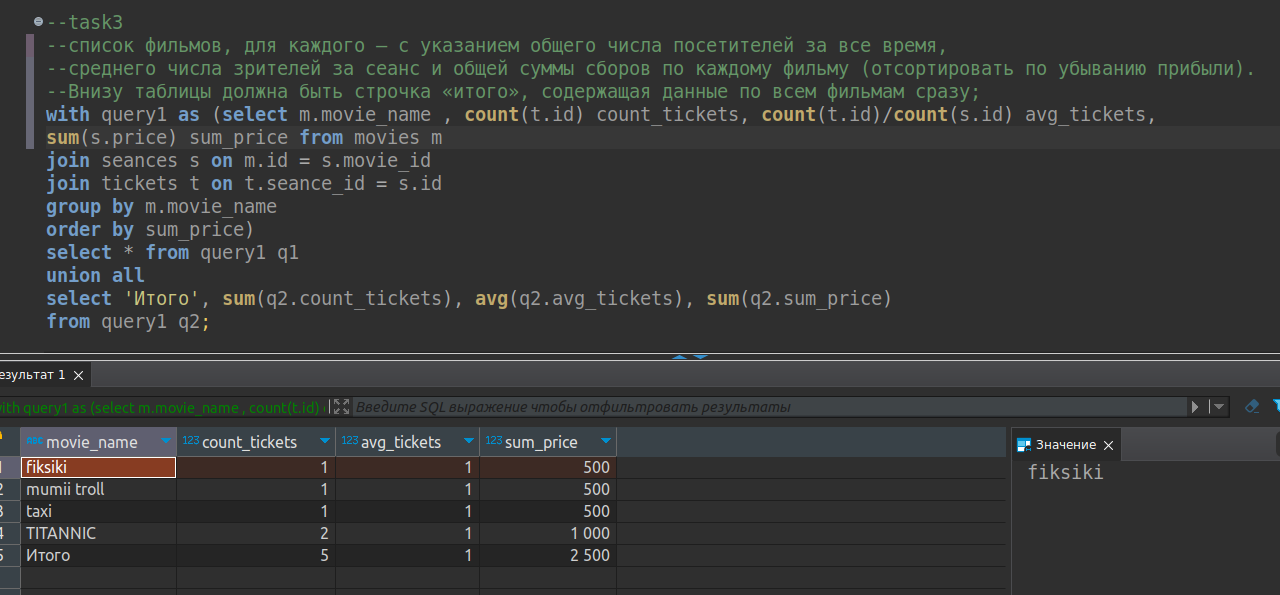 --task3
--список фильмов, для каждого – с указанием общего числа посетителей за все время,
--среднего числа зрителей за сеанс и общей суммы сборов по каждому фильму (отсортировать по убыванию прибыли).
--Внизу таблицы должна быть строчка «итого», содержащая данные по всем фильмам сразу;
with query1 as (select m.movie_name , count(t.id) count_tickets, count(t.id)/count(s.id) avg_tickets,
sum(s.price) sum_price from movies m
join seances s on m.id = s.movie_id
join tickets t on t.seance_id = s.id
group by m.movie_name
order by sum_price)
select * from query1 q1
union all
select 'Итого', sum(q2.count_tickets), avg(q2.avg_tickets), sum(q2.sum_price)
from query1 q2;
езультат 1
with query1 as (select m.movie_name , count(t.id) Введите SQL выражение чтобы отфильтровать результаты
abc movie_name 123 count_tickets 123 avg_tickets 123 sum_price
Значение
1 fiksiki 1 1 500
fiksiki
2 mumii troll 1 1 500
3 taxi 1 1 500
4 TITANNIC 2 1 1 000
5 Итого 5 1 2 500